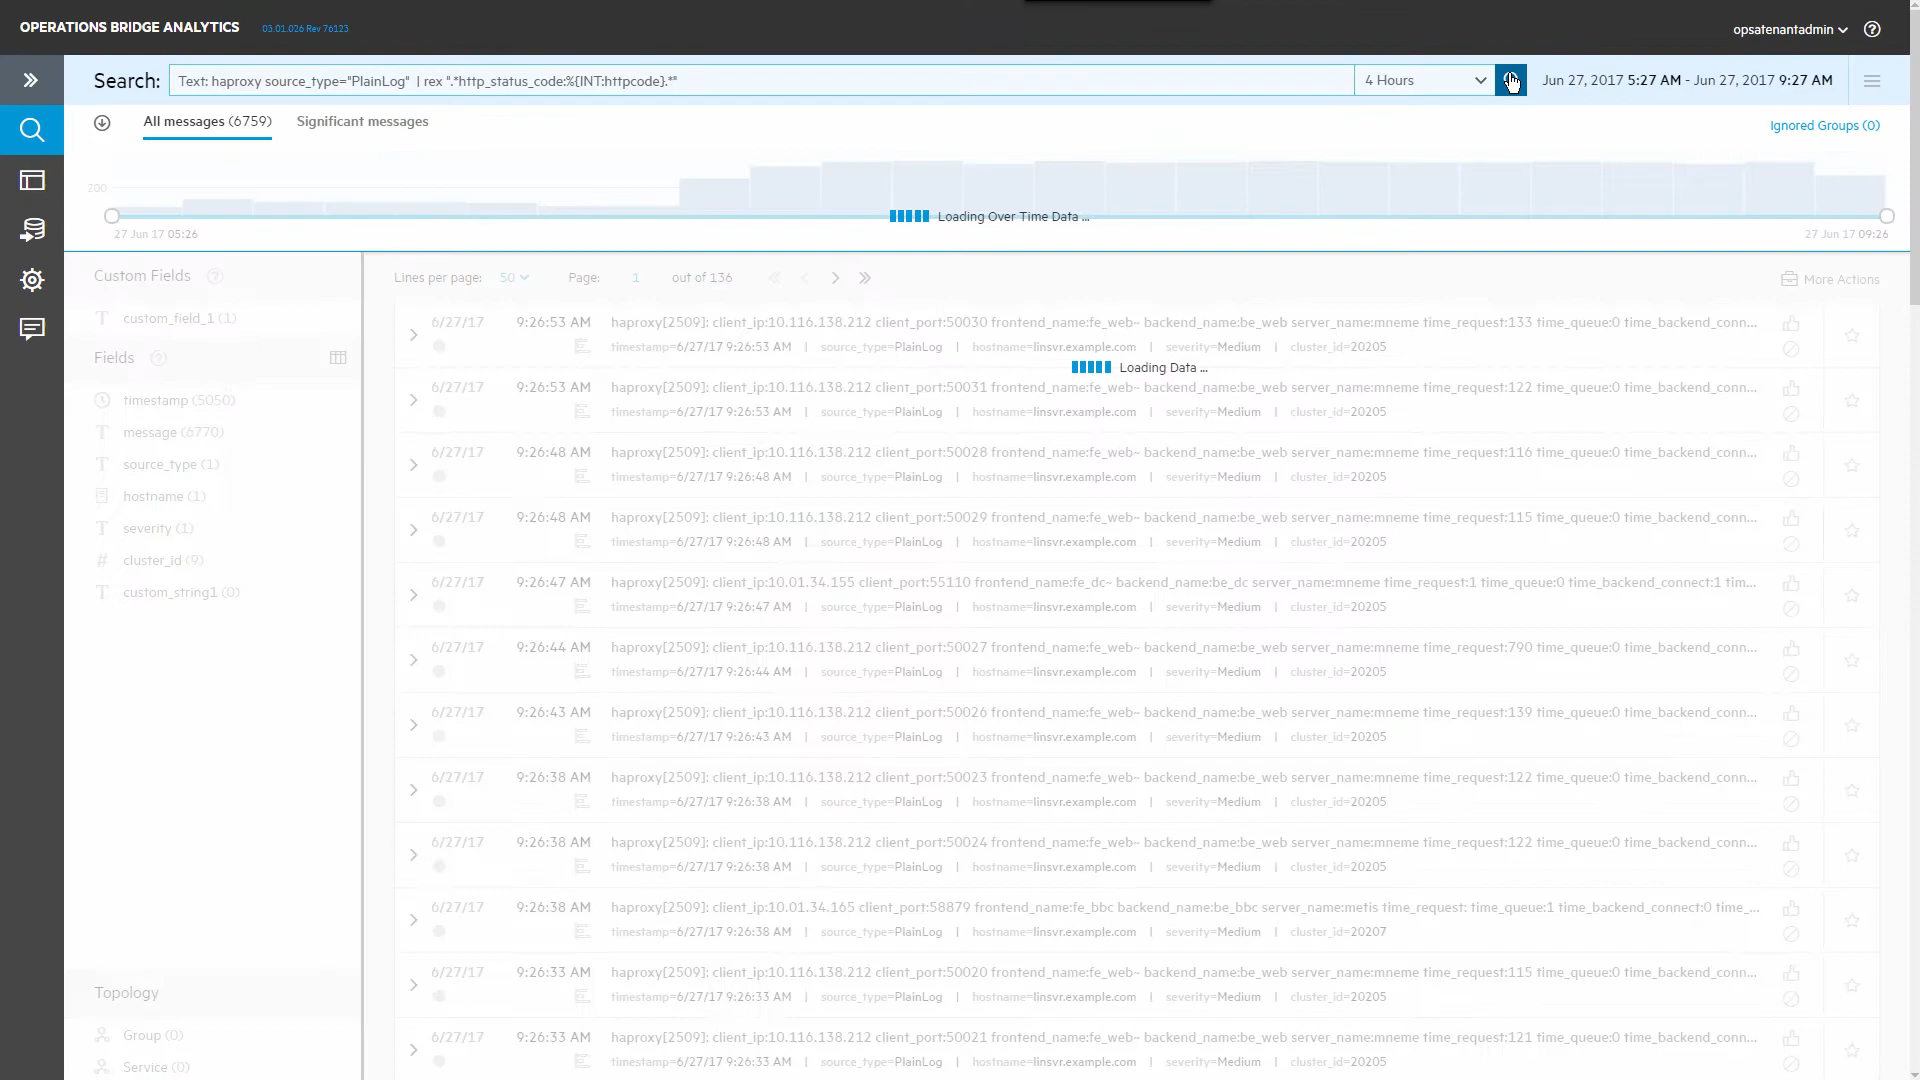 OPERATIONS BRIDGE ANALYTICS 03.01.026 Rev 76123 opsatenantadmin
Search: Text: haproxy source_type="PlainLog" | rex ".*http_status_code:%{INT:httpcode}.*" 4 Hours Jun 27, 2017 5:27 AM - Jun 27, 2017 9:27 AM
All messages (6759) Significant messages Ignored Groups (0)
200
Loading Over Time Data ...
27 Jun 17 05:26 27 Jun 17 09:26
Custom Fields
custom_field_1 (1)
Fields
timestamp (5050)
message (6770)
source_type (1)
hostname (1)
severity (1)
cluster_id (9)
custom_string1 (0)
Topology
Group (0)
Service (0)
Lines per page: 50 Page: 1 out of 136 More Actions
6/27/17 9:26:53 AM haproxy[2509]: client_ip:10.116.138.212 client_port:50030 frontend_name:fe_web~ backend_name:be_web server_name:mneme time_request:133 time_queue:0 time_backend_conn...
timestamp=6/27/17 9:26:53 AM | source_type=PlainLog | hostname=linsvr.example.com | severity=Medium | cluster_id=20205
Loading Data ...
6/27/17 9:26:53 AM haproxy[2509]: client_ip:10.116.138.212 client_port:50031 frontend_name:fe_web~ backend_name:be_web server_name:mneme time_request:122 time_queue:0 time_backend_conn...
timestamp=6/27/17 9:26:53 AM | source_type=PlainLog | hostname=linsvr.example.com | severity=Medium | cluster_id=20205
6/27/17 9:26:48 AM haproxy[2509]: client_ip:10.116.138.212 client_port:50028 frontend_name:fe_web~ backend_name:be_web server_name:mneme time_request:116 time_queue:0 time_backend_conn...
timestamp=6/27/17 9:26:48 AM | source_type=PlainLog | hostname=linsvr.example.com | severity=Medium | cluster_id=20205
6/27/17 9:26:48 AM haproxy[2509]: client_ip:10.116.138.212 client_port:50029 frontend_name:fe_web~ backend_name:be_web server_name:mneme time_request:115 time_queue:0 time_backend_conn...
timestamp=6/27/17 9:26:48 AM | source_type=PlainLog | hostname=linsvr.example.com | severity=Medium | cluster_id=20205
6/27/17 9:26:47 AM haproxy[2509]: client_ip:10.01.34.155 client_port:55110 frontend_name:fe_dc~ backend_name:be_dc server_name:mneme time_request:1 time_queue:0 time_backend_connect:1 tim...
timestamp=6/27/17 9:26:47 AM | source_type=PlainLog | hostname=linsvr.example.com | severity=Medium | cluster_id=20205
6/27/17 9:26:44 AM haproxy[2509]: client_ip:10.116.138.212 client_port:50027 frontend_name:fe_web~ backend_name:be_web server_name:mneme time_request:790 time_queue:0 time_backend_conn...
timestamp=6/27/17 9:26:44 AM | source_type=PlainLog | hostname=linsvr.example.com | severity=Medium | cluster_id=20205
6/27/17 9:26:43 AM haproxy[2509]: client_ip:10.116.138.212 client_port:50026 frontend_name:fe_web~ backend_name:be_web server_name:mneme time_request:139 time_queue:0 time_backend_conn...
timestamp=6/27/17 9:26:43 AM | source_type=PlainLog | hostname=linsvr.example.com | severity=Medium | cluster_id=20205
6/27/17 9:26:38 AM haproxy[2509]: client_ip:10.116.138.212 client_port:50023 frontend_name:fe_web~ backend_name:be_web server_name:mneme time_request:122 time_queue:0 time_backend_conn...
timestamp=6/27/17 9:26:38 AM | source_type=PlainLog | hostname=linsvr.example.com | severity=Medium | cluster_id=20205
6/27/17 9:26:38 AM haproxy[2509]: client_ip:10.116.138.212 client_port:50024 frontend_name:fe_web~ backend_name:be_web server_name:mneme time_request:122 time_queue:0 time_backend_conn...
timestamp=6/27/17 9:26:38 AM | source_type=PlainLog | hostname=linsvr.example.com | severity=Medium | cluster_id=20205
6/27/17 9:26:38 AM haproxy[2509]: client_ip:10.01.34.165 client_port:58879 frontend_name:fe_bbc backend_name:be_bbc server_name:metis time_request: time_queue:1 time_backend_connect:0 time_...
timestamp=6/27/17 9:26:38 AM | source_type=PlainLog | hostname=linsvr.example.com | severity=Medium | cluster_id=20207
6/27/17 9:26:33 AM haproxy[2509]: client_ip:10.116.138.212 client_port:50020 frontend_name:fe_web~ backend_name:be_web server_name:mneme time_request:115 time_queue:0 time_backend_conn...
timestamp=6/27/17 9:26:33 AM | source_type=PlainLog | hostname=linsvr.example.com | severity=Medium | cluster_id=20205
6/27/17 9:26:33 AM haproxy[2509]: client_ip:10.116.138.212 client_port:50021 frontend_name:fe_web~ backend_name:be_web server_name:mneme time_request:121 time_queue:0 time_backend_conn...
timestamp=6/27/17 9:26:33 AM | source_type=PlainLog | hostname=linsvr.example.com | severity=Medium | cluster_id=20205